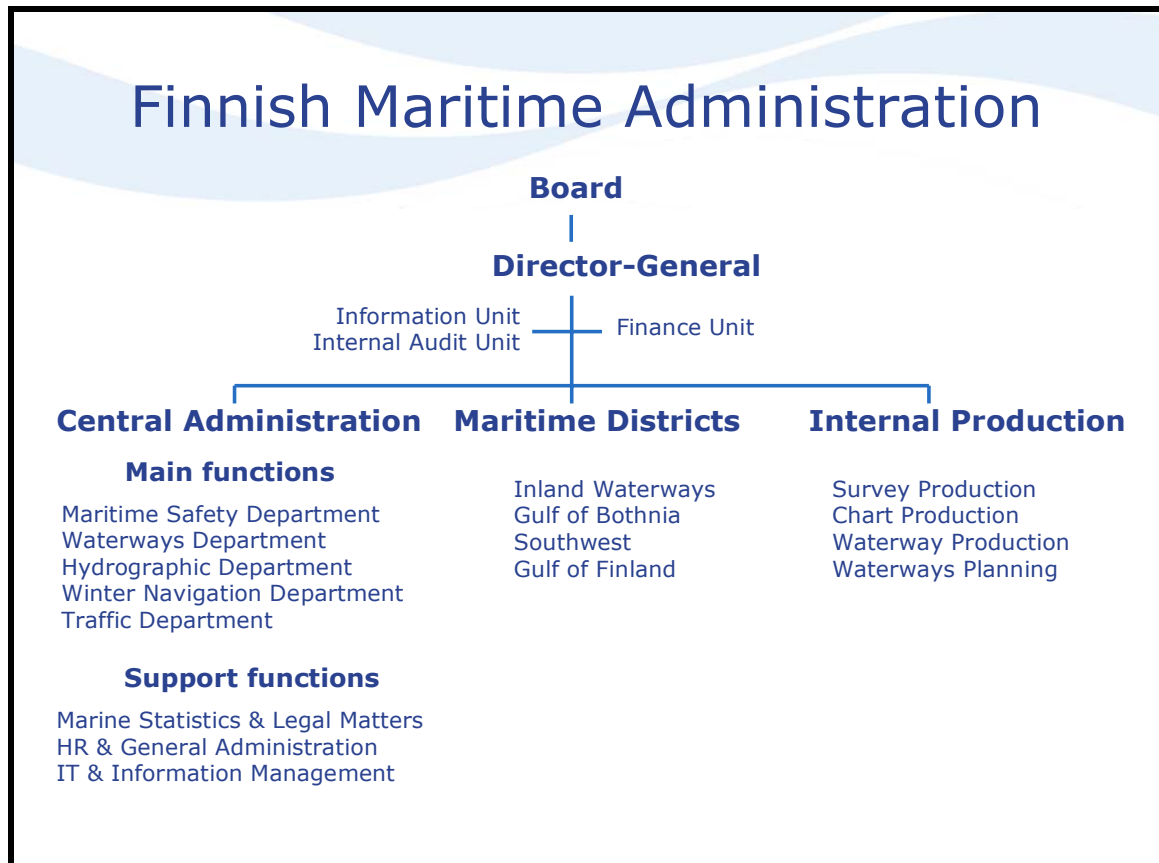 Finnish Maritime Administration
Board
Director-General
Information Unit
Internal Audit Unit
Finance Unit
Central Administration
Main functions
Maritime Safety Department
Waterways Department
Hydrographic Department
Winter Navigation Department
Traffic Department
Support functions
Marine Statistics & Legal Matters
HR & General Administration
IT & Information Management
Maritime Districts
Inland Waterways
Gulf of Bothnia
Southwest
Gulf of Finland
Internal Production
Survey Production
Chart Production
Waterway Production
Waterways Planning